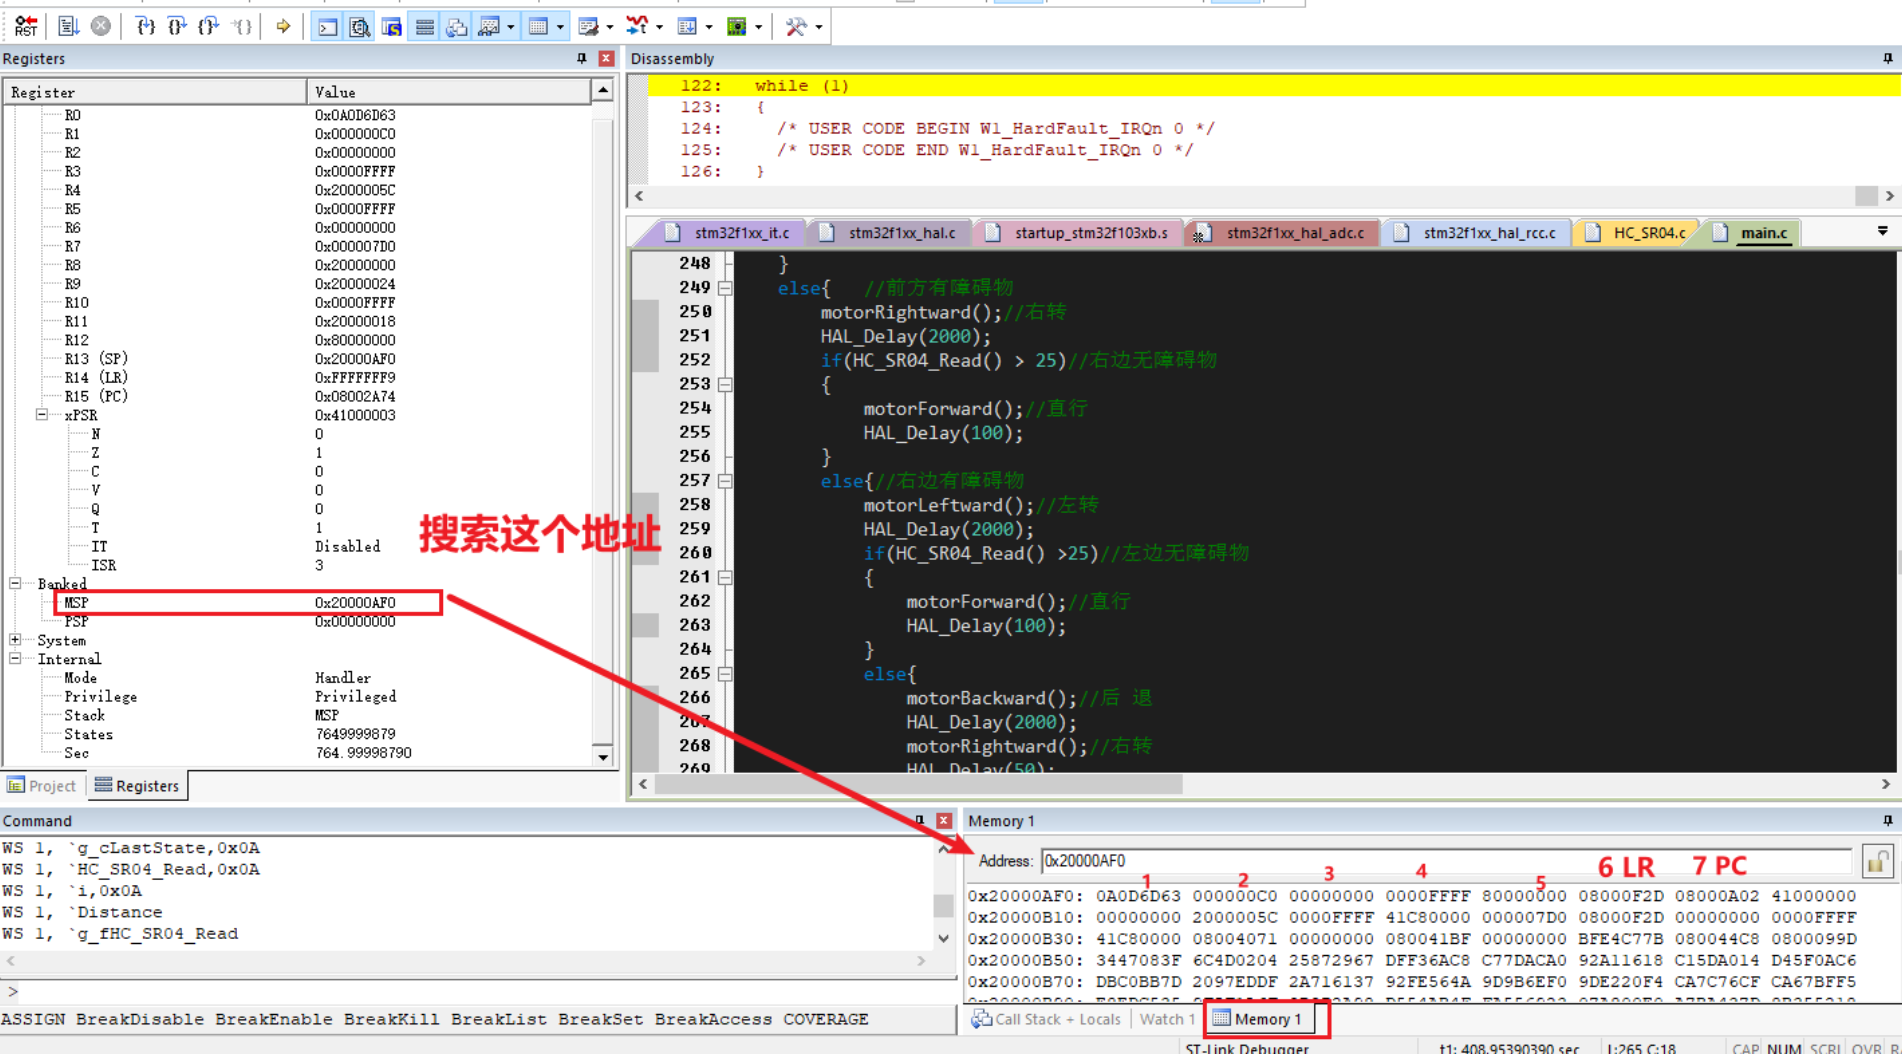 RST
Registers
Register Value
R0 0x0A0D6D63
R1 0x000000C0
R2 0x00000000
R3 0x0000FFFF
R4 0x2000005C
R5 0x0000FFFF
R6 0x00000000
R7 0x000007D0
R8 0x20000000
R9 0x20000024
R10 0x0000FFFF
R11 0x20000018
R12 0x80000000
R13 (SP) 0x20000AF0
R14 (LR) 0xFFFFFFF9
R15 (PC) 0x08002A74
xPSR 0x41000003
N 0
Z 1
C 0
V 0
Q 0
T 1
IT Disabled
ISR 3
Banked
MSP 0x20000AF0
PSP 0x00000000
System
Internal
Mode Handler
Privilege Privileged
Stack MSP
States 7649999879
Sec 764.99998790
Project Registers
搜索这个地址
Disassembly
122: while (1)
123: {
124: /* USER CODE BEGIN W1_HardFault_IRQn 0 */
125: /* USER CODE END W1_HardFault_IRQn 0 */
126: }
stm32f1xx_it.c stm32f1xx_hal.c startup_stm32f103xb.s stm32f1xx_hal_adc.c stm32f1xx_hal_rcc.c HC_SR04.c main.c
248 }
249 else{ //前方有障碍物
250 motorRightward();//右转
251 HAL_Delay(2000);
252 if(HC_SR04_Read() > 25)//右边无障碍物
253 {
254 motorForward();//直行
255 HAL_Delay(100);
256 }
257 else{//右边有障碍物
258 motorLeftward();//左转
259 HAL_Delay(2000);
260 if(HC_SR04_Read() >25)//左边无障碍物
261 {
262 motorForward();//直行
263 HAL_Delay(100);
264 }
265 else{
266 motorBackward();//后 退
267 HAL_Delay(2000);
268 motorRightward();//右转
269 HAL_Delay(50);
Command
WS 1, `g_cLastState,0x0A
WS 1, `HC_SR04_Read,0x0A
WS 1, `i,0x0A
WS 1, `Distance
WS 1, `g_fHC_SR04_Read
>
ASSIGN BreakDisable BreakEnable BreakKill BreakList BreakSet BreakAccess COVERAGE
Memory 1
Address: 0x20000AF0
1 2 3 4 5 6 LR 7 PC
0x20000AF0: 0A0D6D63 000000C0 00000000 0000FFFF 80000000 08000F2D 08000A02 41000000
0x20000B10: 00000000 2000005C 0000FFFF 41C80000 000007D0 08000F2D 00000000 0000FFFF
0x20000B30: 41C80000 08004071 00000000 080041BF 00000000 BFE4C77B 080044C8 0800099D
0x20000B50: 3447083F 6C4D0204 25872967 DFF36AC8 C77DACA0 92A11618 C15DA014 D45F0AC6
0x20000B70: DBC0BB7D 2097EDDF 2A716137 92FE564A 9D9B6EF0 9DE220F4 CA7C76CF CA67BFF5
Call Stack + Locals Watch 1 Memory 1
ST-Link Debugger t1: 408.95390390 sec L:265 C:18 CAP NUM SCRL OVR